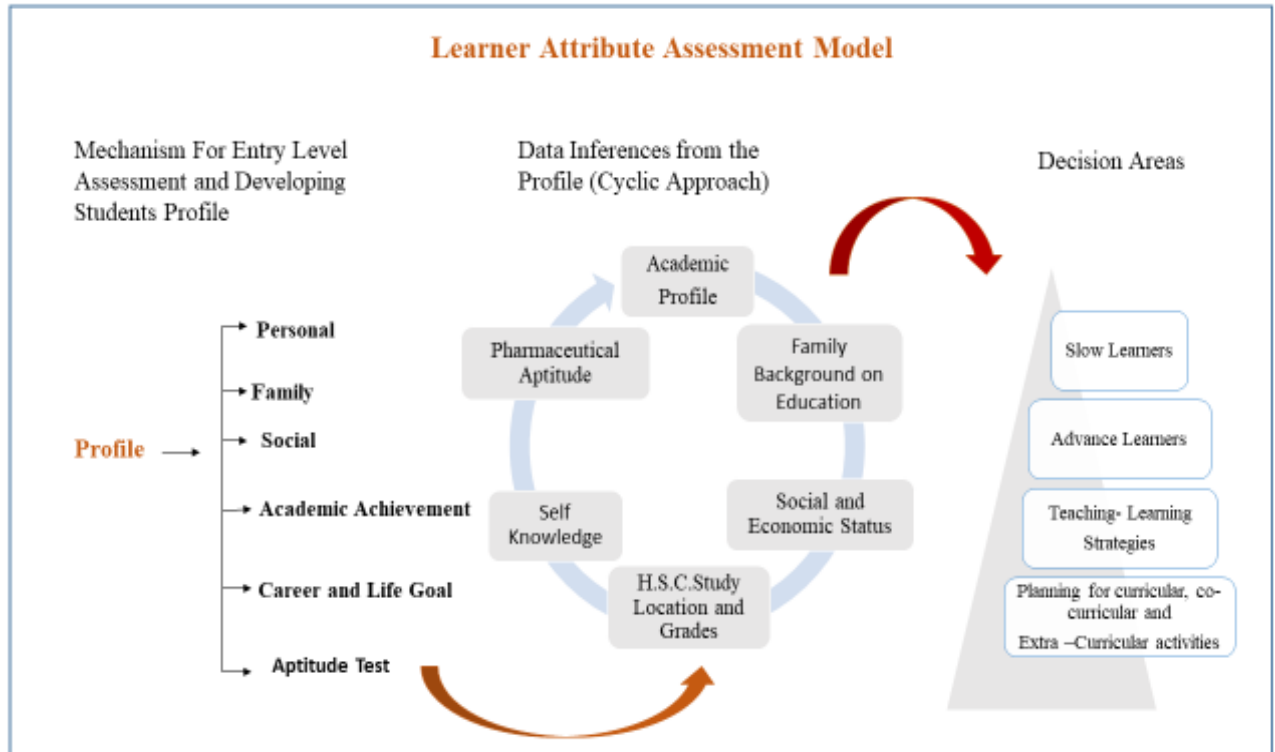 Learner Attribute Assessment Model
Mechanism For Entry Level
Assessment and Developing
Students Profile
Profile
Personal
Family
Social
Academic Achievement
Career and Life Goal
Aptitude Test
Data Inferences from the
Profile (Cyclic Approach)
Academic
Profile
Family
Background on
Education
Social and
Economic Status
H.S.C.Study
Location and
Grades
Self
Knowledge
Pharmaceutical
Aptitude
Decision Areas
Slow Learners
Advance Learners
Teaching- Learning
Strategies
Planning for curricular, co-
curricular and
Extra –Curricular activities